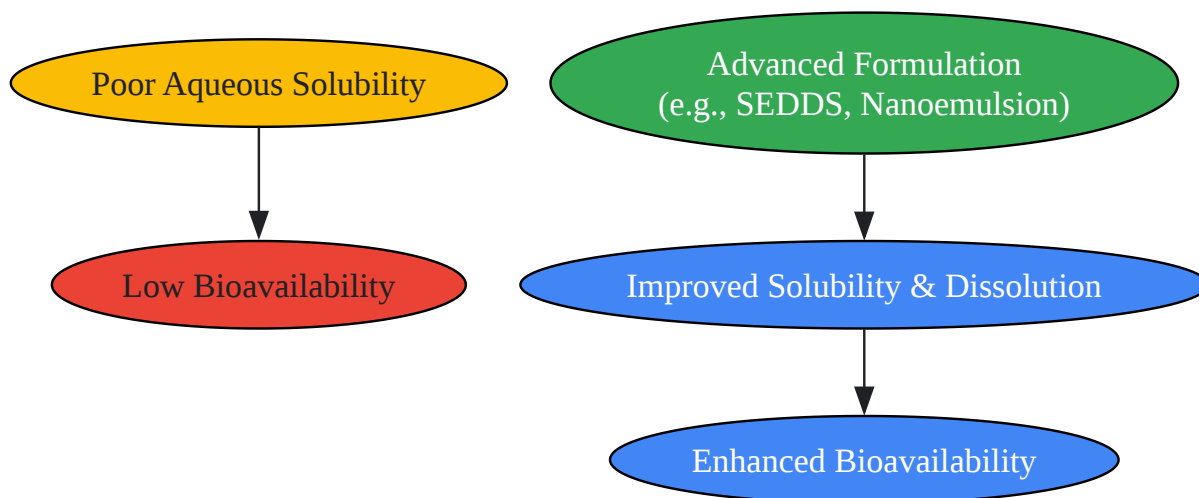 Poor Aqueous Solubility
Low Bioavailability
Advanced Formulation
(e.g., SEDDS, Nanoemulsion)
Improved Solubility & Dissolution
Enhanced Bioavailability